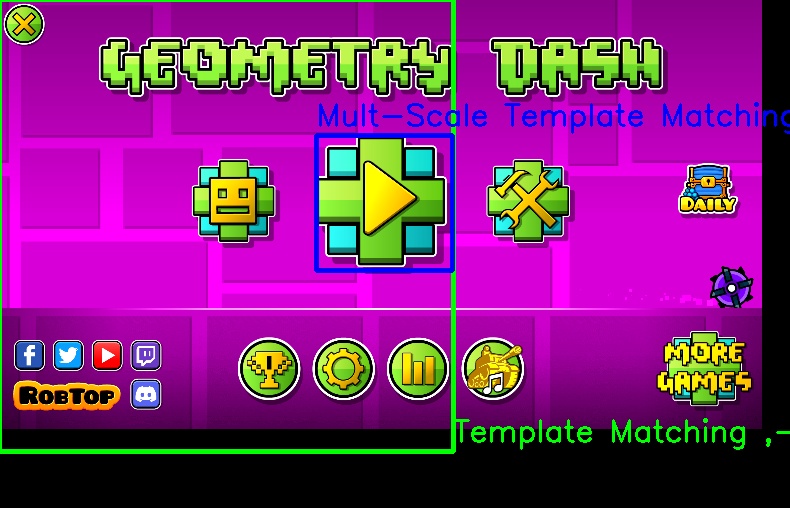 GEOMETRY DASH
Mult-Scale Template Matching
DAILY
ROBTOP
MORE
GAMES
Template Matching ,-